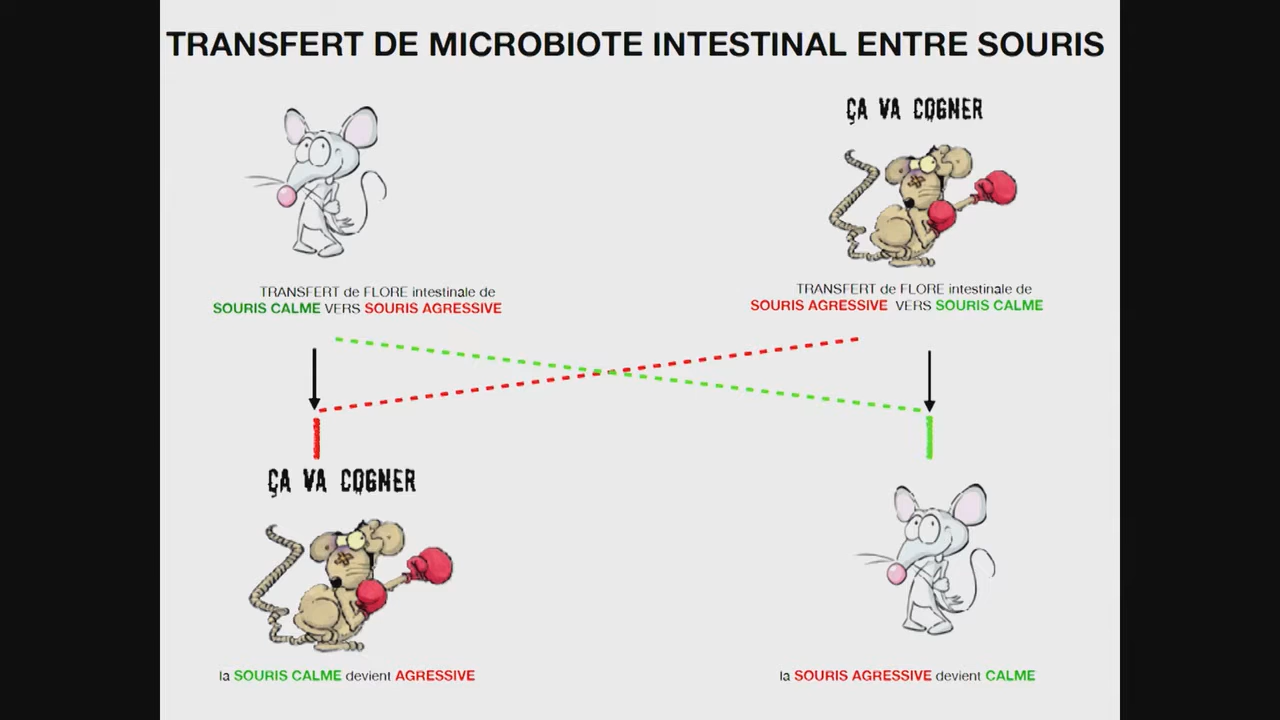 TRANSFERT DE MICROBIOTE INTESTINAL ENTRE SOURIS
ÇA VA COGNER
TRANSFERT de FLORE intestinale de
SOURIS CALME VERS SOURIS AGRESSIVE
TRANSFERT de FLORE intestinale de
SOURIS AGRESSIVE VERS SOURIS CALME
ÇA VA COGNER
la SOURIS CALME devient AGRESSIVE
la SOURIS AGRESSIVE devient CALME